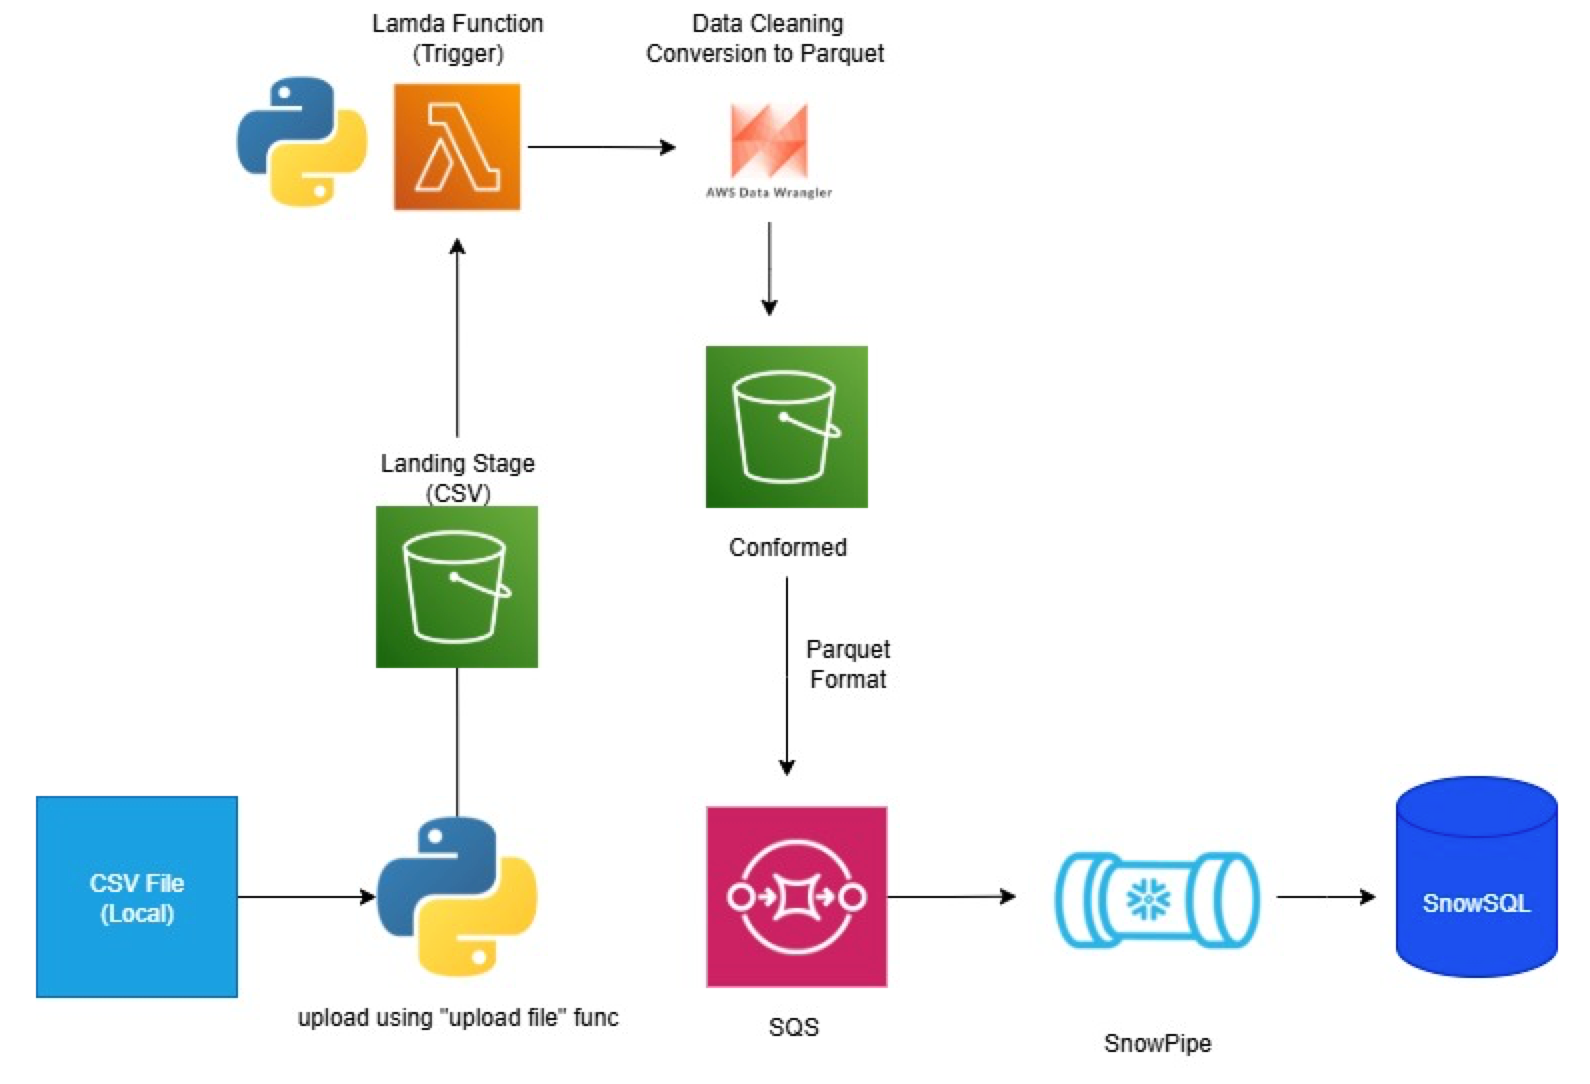 Lamda Function
(Trigger)
Data Cleaning
Conversion to Parquet
AWS Data Wrangler
Landing Stage
(CSV)
Conformed
Parquet
Format
CSV File
(Local)
upload using "upload file" func
SQS
SnowPipe
SnowSQL